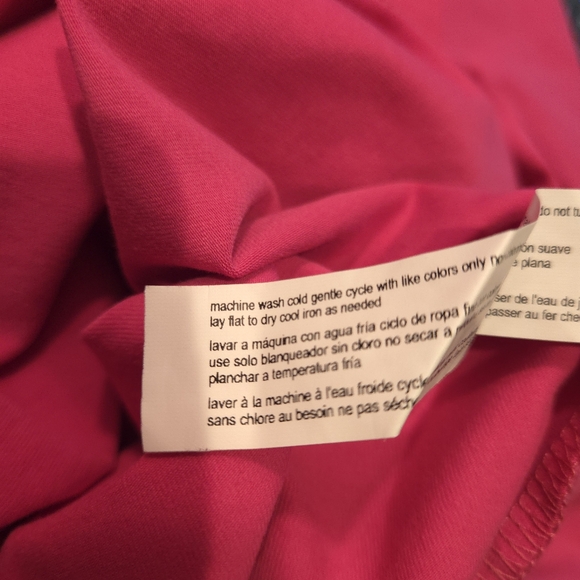 machine wash cold gentle cycle with like colors only
lay flat to dry cool iron as needed
lavar a máquina con agua fría ciclo de ropa
use solo blanqueador sin cloro no secar a
planchar a temperatura fría
laver à la machine à l'eau froide
sans chlore au besoin ne pas
do not
suave
plana
de l'eau de
au fer